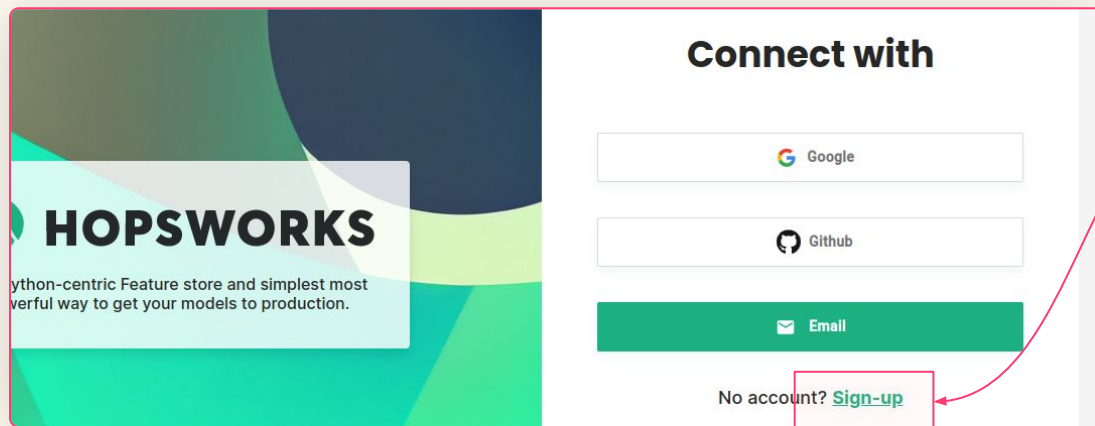 Connect with
Google
HOPSWORKS
Github
ython-centric Feature store and simplest most
erful way to get your models to production.
Email
No account? Sign-up